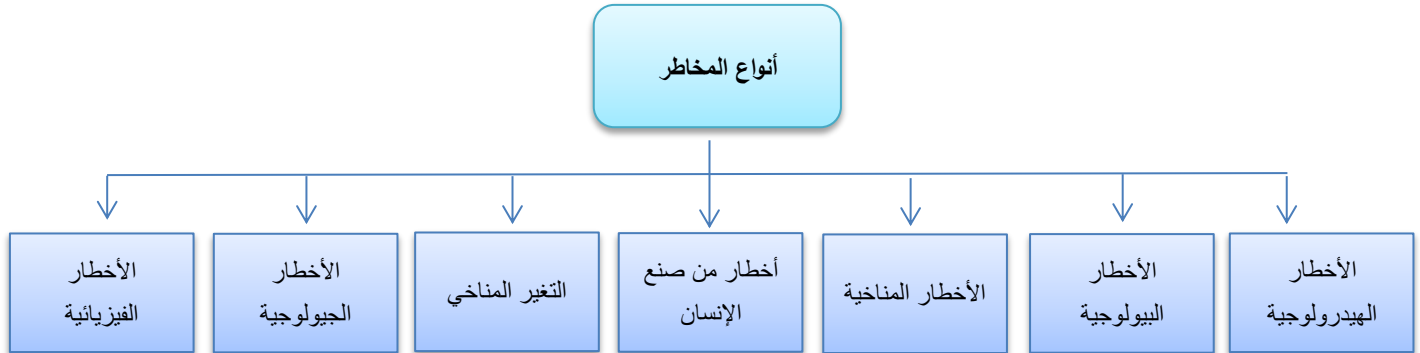 أنواع المخاطر
الأخطار
الهيدرولوجية
الأخطار
البيولوجية
الأخطار المناخية
أخطار من صنع
الإنسان
التغير المناخي
الأخطار
الجيولوجية
الأخطار
الفيزيائية